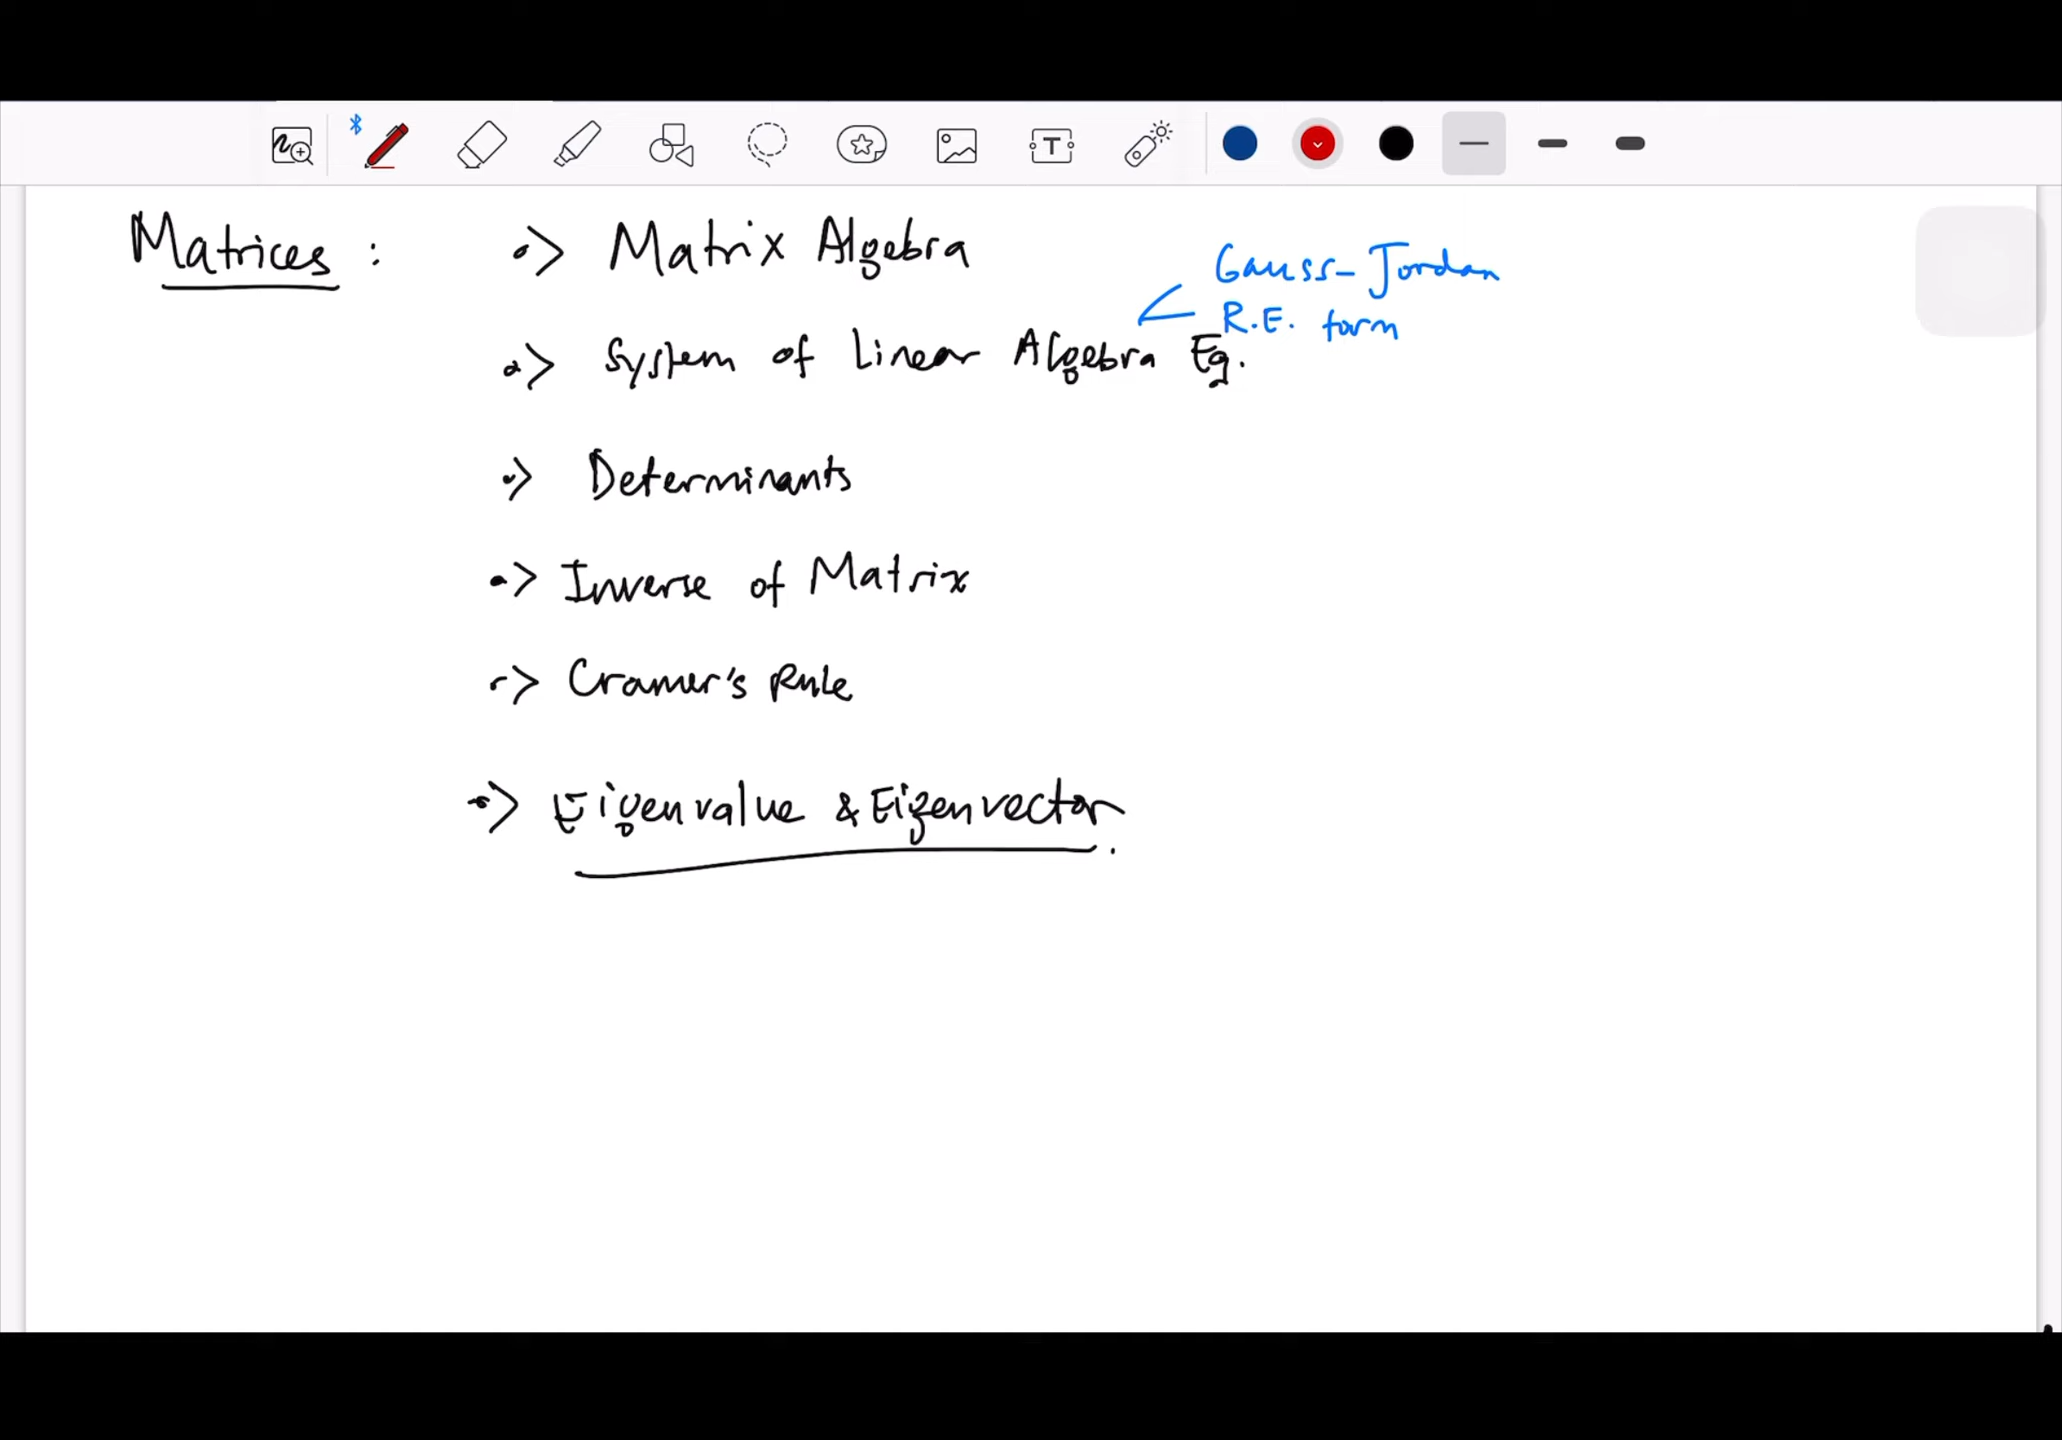 Matrices : → Matrix Algebra
Gauss-Jordan
R.E. form
→ System of Linear Algebra Eq.
→ Determinants
→ Inverse of Matrix
→ Cramer's Rule
→ Eigenvalue & Eigenvector.